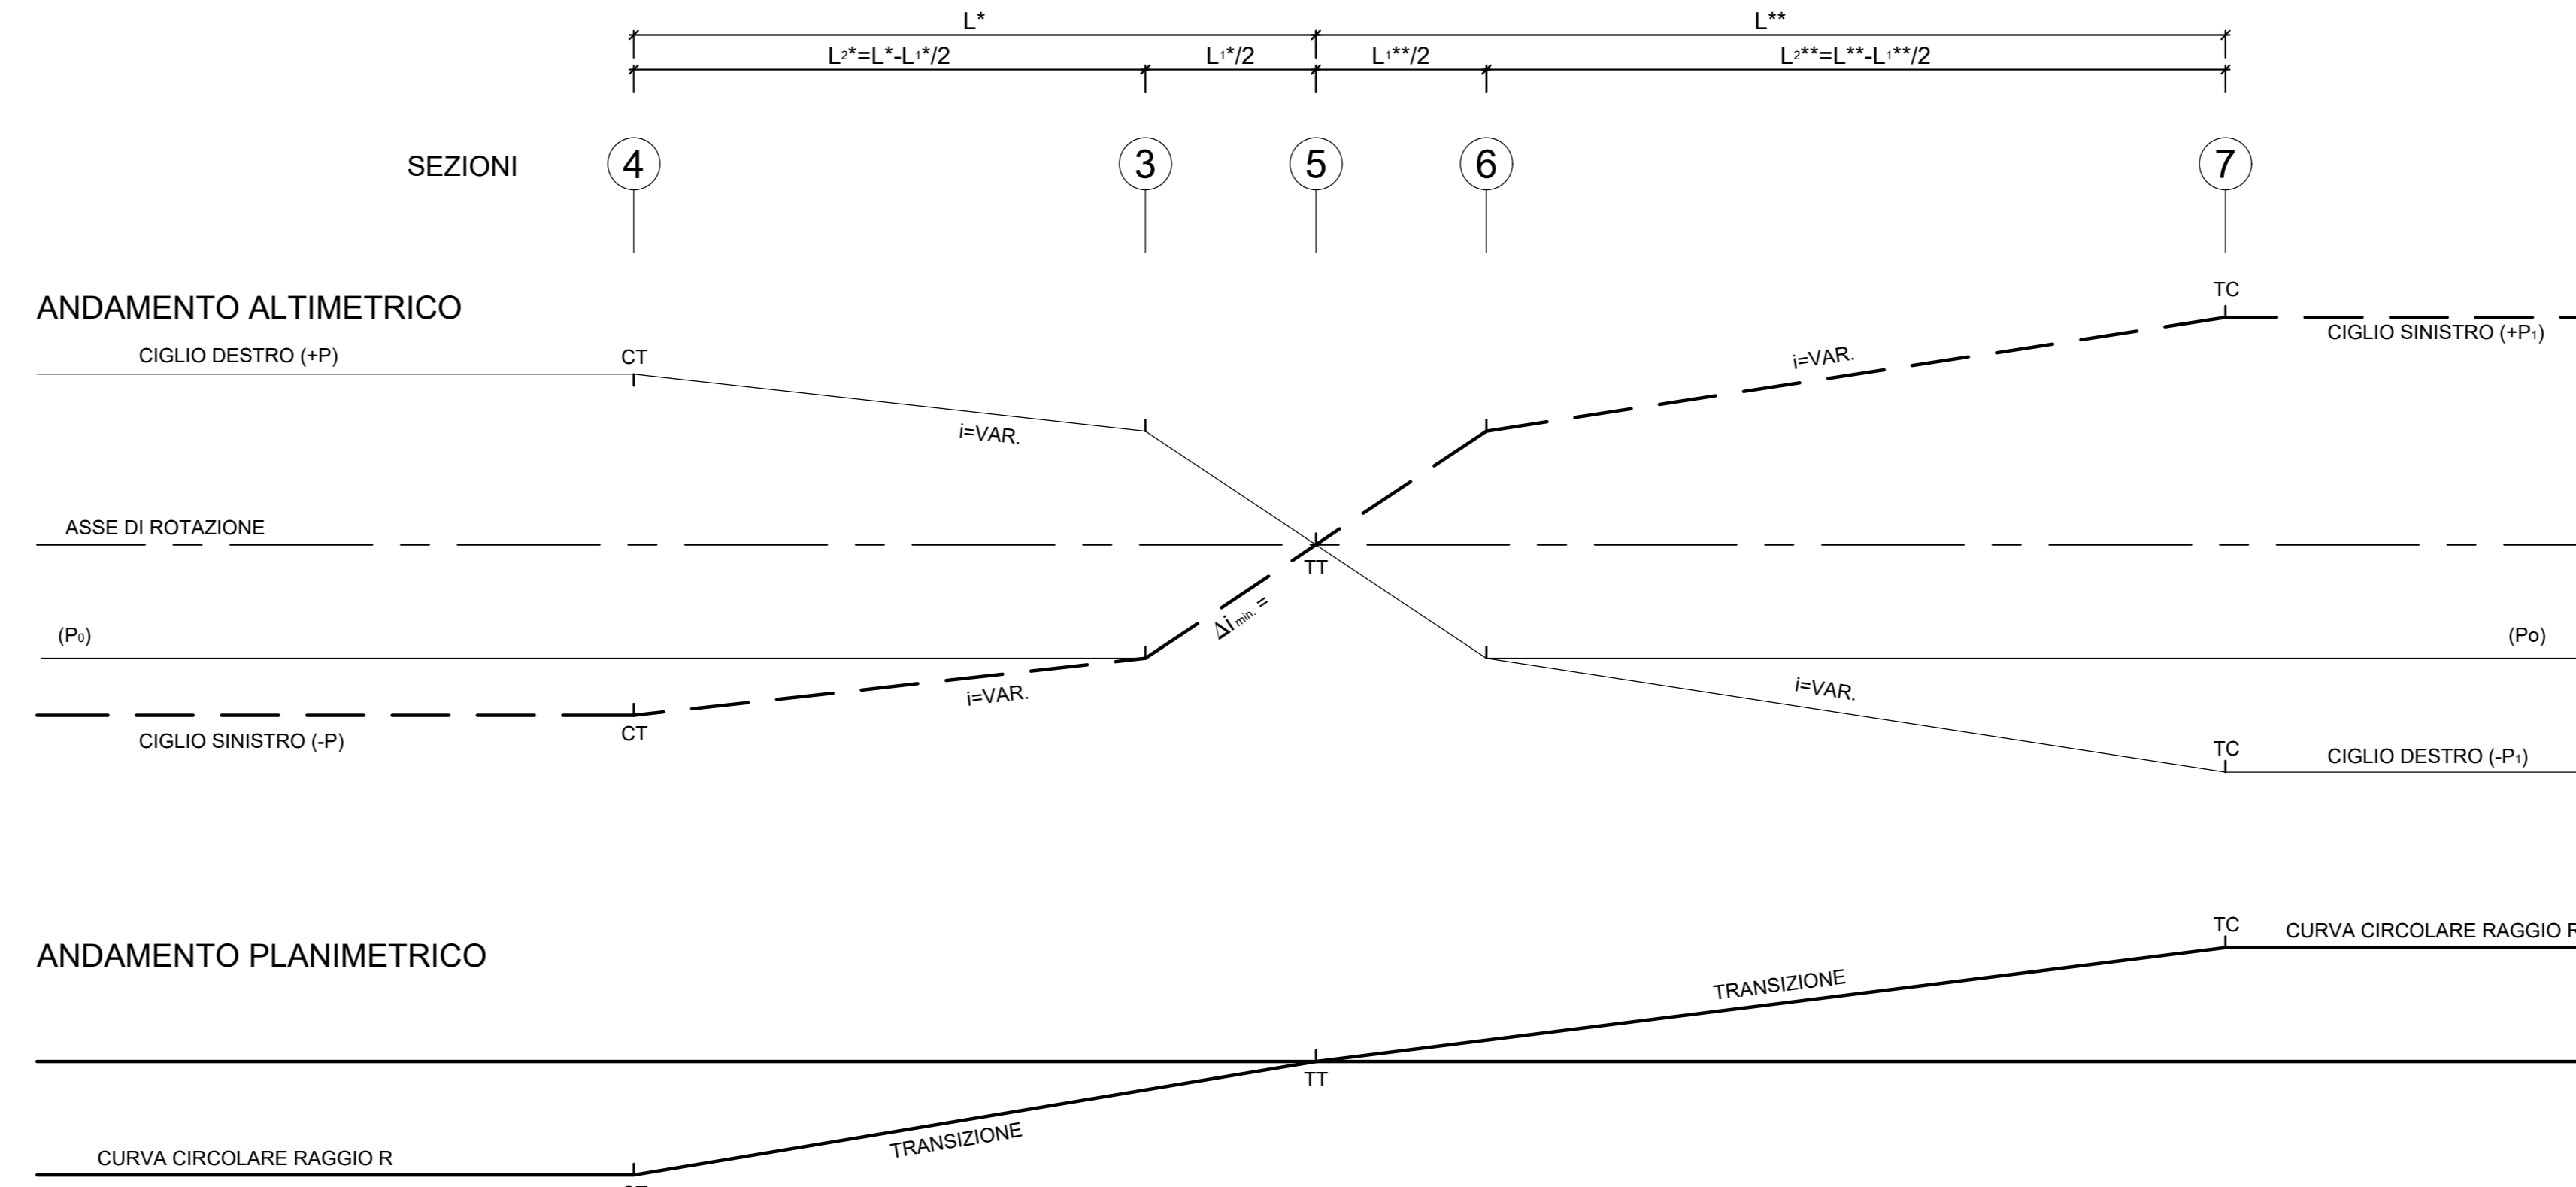 L* L**
L2*=L*-L1*/2 L1*/2 L1**/2 L2**=L**-L1**/2
SEZIONI 4 3 5 6 7
ANDAMENTO ALTIMETRICO
TC
CIGLIO SINISTRO (+P1)
CIGLIO DESTRO (+P)
CT
i=VAR.
i=VAR.
ASSE DI ROTAZIONE
TT
Δi min. =
(P0)
(Po)
i=VAR.
i=VAR.
CIGLIO SINISTRO (-P)
CT
TC
CIGLIO DESTRO (-P1)
TC
CURVA CIRCOLARE RAGGIO R
ANDAMENTO PLANIMETRICO
TRANSIZIONE
TT
TRANSIZIONE
CURVA CIRCOLARE RAGGIO R